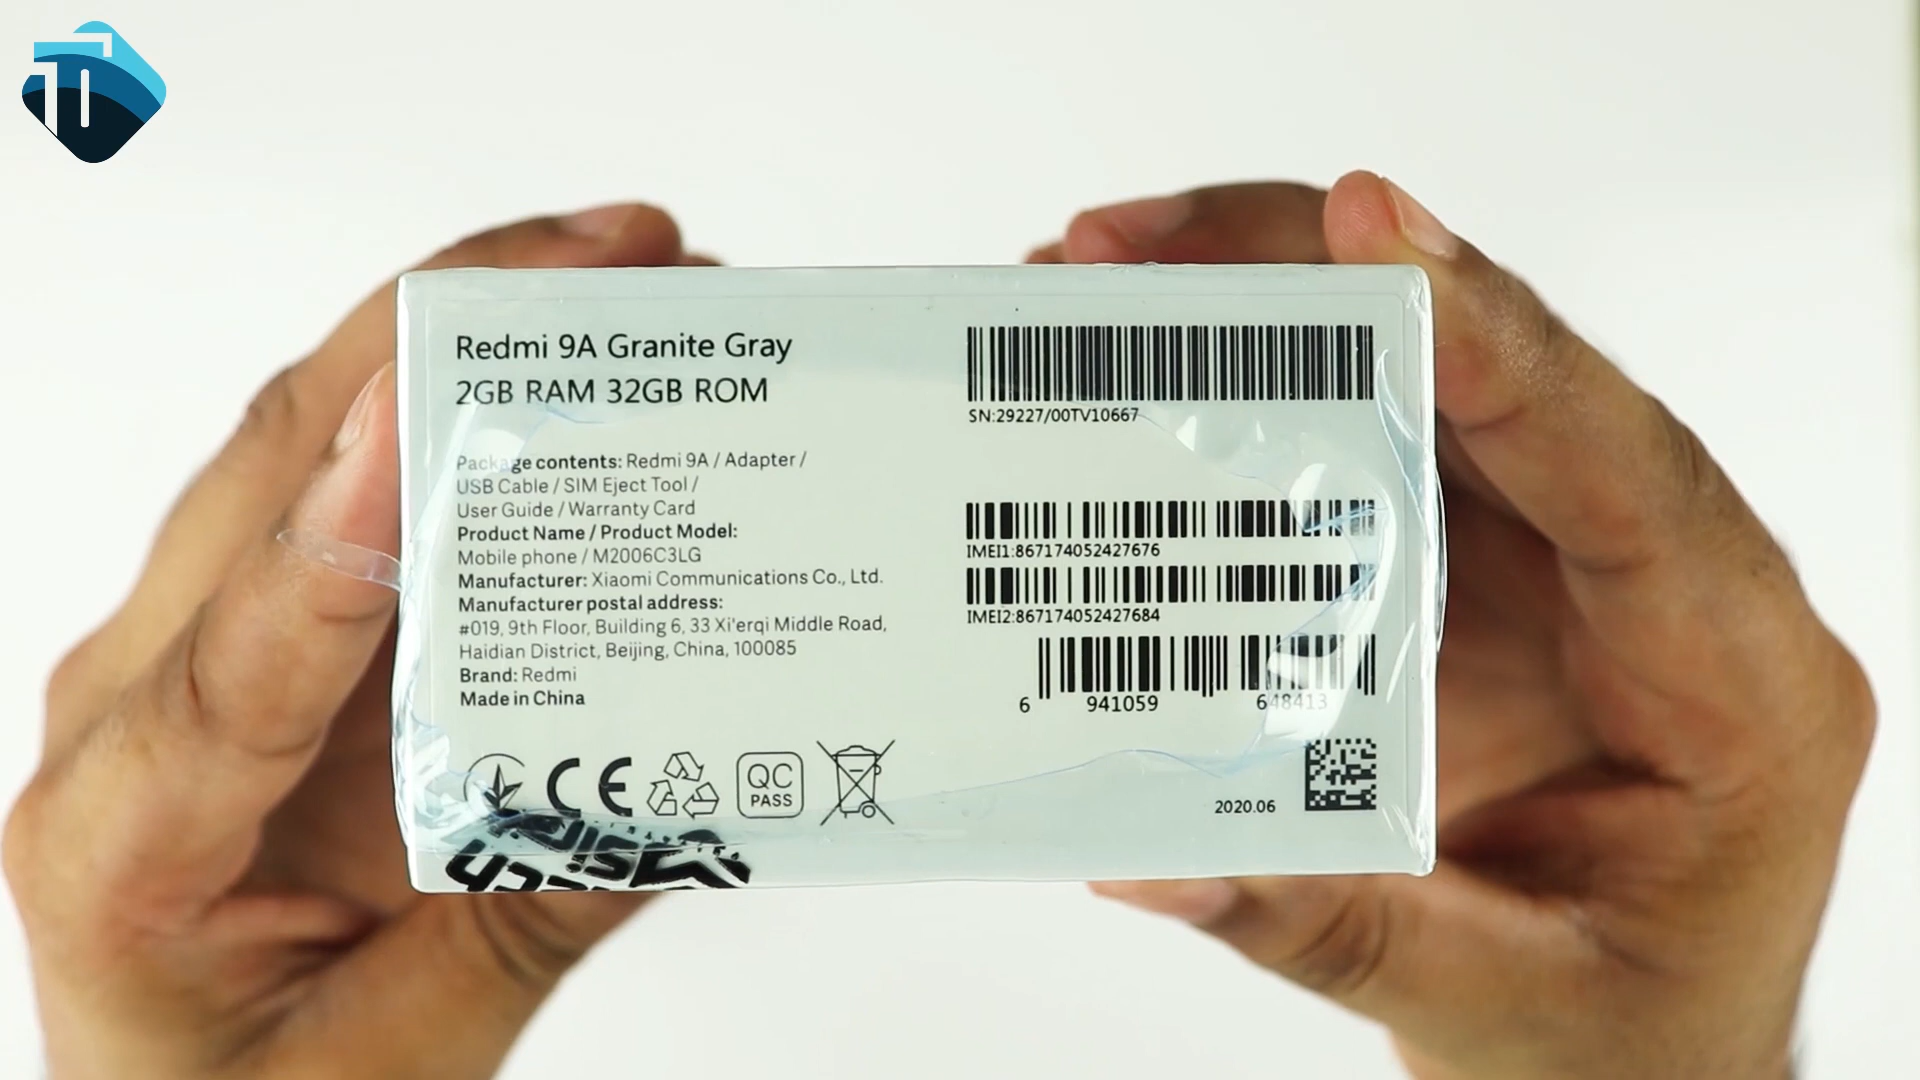 Redmi 9A Granite Gray
2GB RAM 32GB ROM
Package contents: Redmi 9A / Adapter /
USB Cable / SIM Eject Tool /
User Guide / Warranty Card
Product Name / Product Model:
Mobile phone / M2006C3LG
Manufacturer: Xiaomi Communications Co., Ltd.
Manufacturer postal address:
#019, 9th Floor, Building 6, 33 Xi'erqi Middle Road,
Haidian District, Beijing, China, 100085
Brand: Redmi
Made in China
CE
QC
PASS
SN:29227/00TV10667
IMEI1:867174052427676
IMEI2:867174052427684
6 941059 648413
2020.06